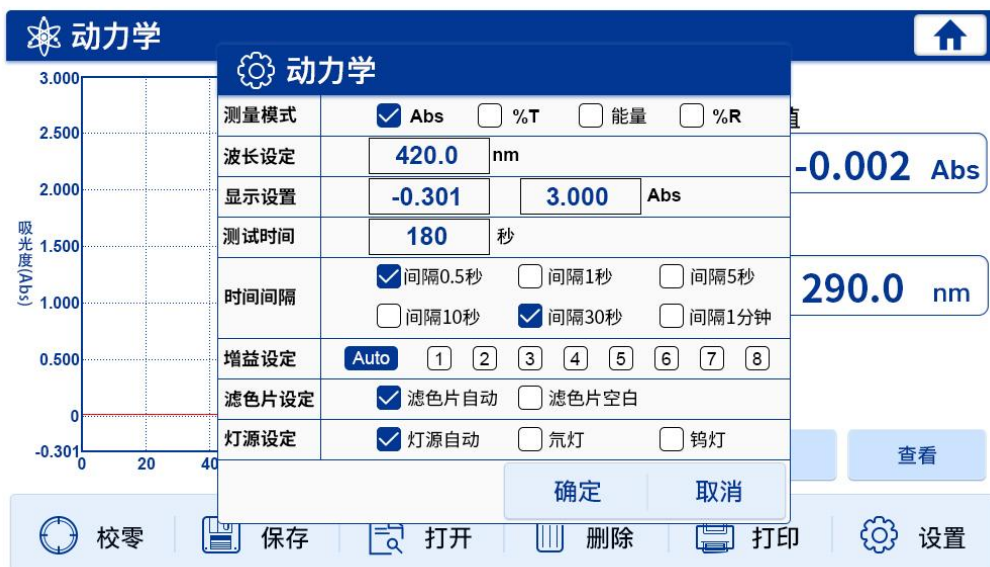 动力学
动力学
测量模式 Abs %T 能量 %R
波长设定 420.0 nm
显示设置 -0.301 3.000 Abs
测试时间 180 秒
时间间隔 间隔0.5秒 间隔1秒 间隔5秒
间隔10秒 间隔30秒 间隔1分钟
增益设定 Auto 1 2 3 4 5 6 7 8
滤色片设定 滤色片自动 滤色片空白
灯源设定 灯源自动 氘灯 钨灯
确定 取消
吸光度(Abs)
3.000
2.500
2.000
1.500
1.000
0.500
0
-0.301
0 20 40
值
-0.002 Abs
290.0 nm
查看
校零 保存 打开 删除 打印 设置